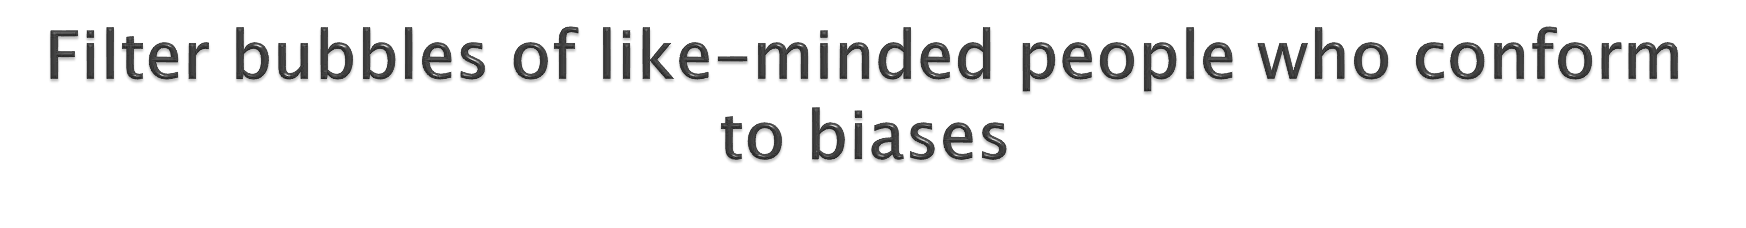 Filter bubbles of like-minded people who conform
to biases